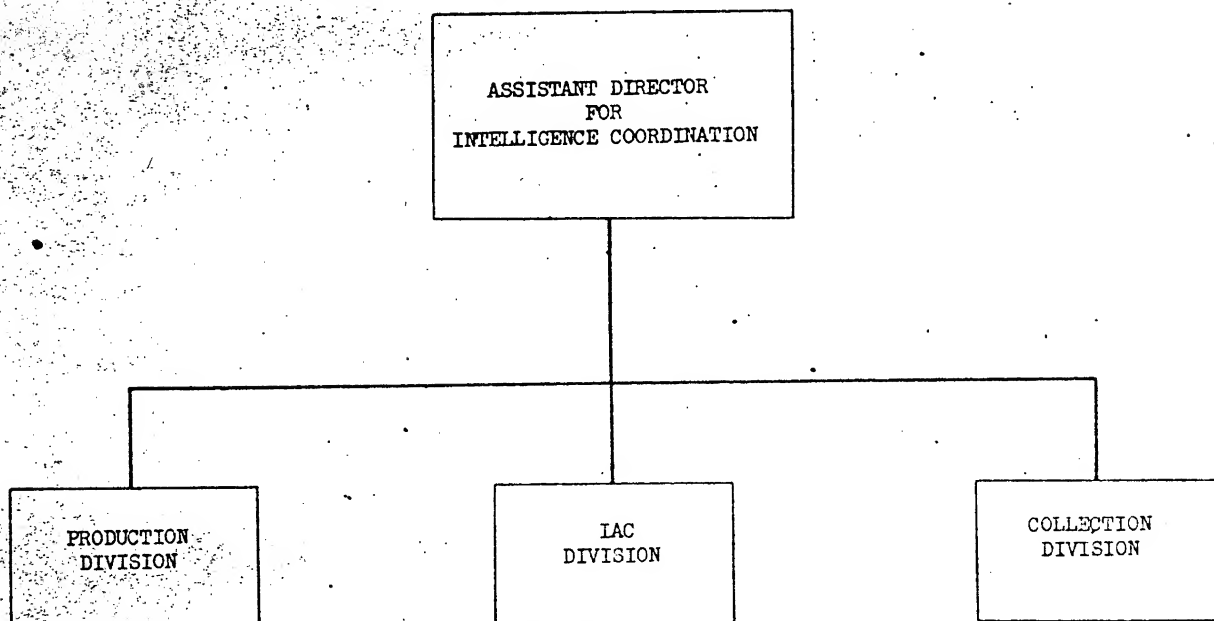 ASSISTANT DIRECTOR
FOR
INTELLIGENCE COORDINATION
PRODUCTION
DIVISION
IAC
DIVISION
COLLECTION
DIVISION